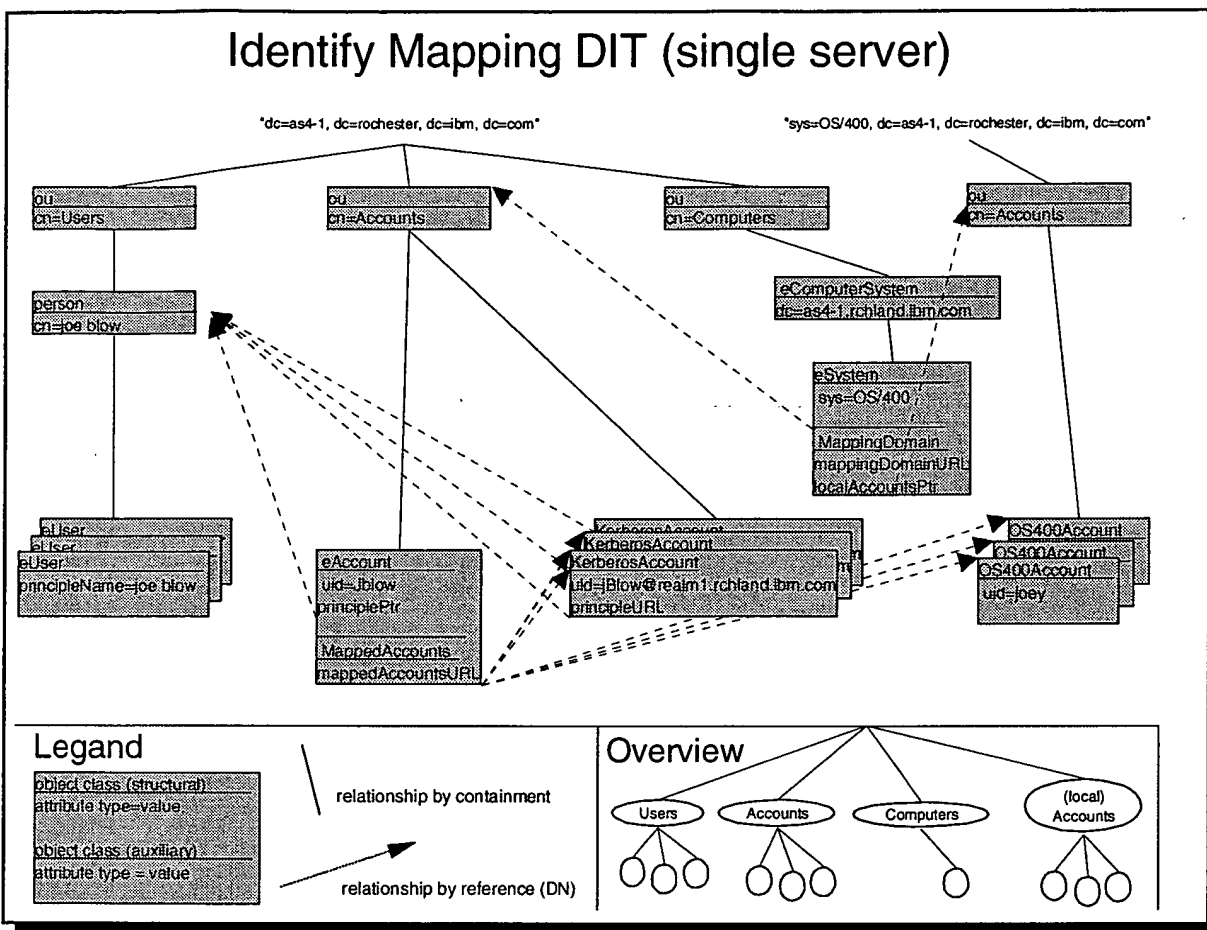 Identify Mapping DIT (single server)
"dc=as4-1, dc=rochester, dc=ibm, dc=com"
"sys=OS/400, dc=as4-1, dc=rochester, dc=ibm, dc=com"
ou
cn=Users
ou
cn=Accounts
ou
cn=Computers
ou
cn=Accounts
person
cn=joe blow
eComputerSystem
dc=as4-1.rchland.ibm.com
eSystem
sys=OS/400
MappingDomain
mappingDomainURL
localAccountsPtr
eUser
eUser
eUser
principleName=joe blow
eAccount
uid=Jblow
principlePtr
MappedAccounts
mappedAccountsURL
KerberosAccount
KerberosAccount
KerberosAccount
uid=jBlow@realm1.rchland.ibm.com
principleURL
OS400Account
OS400Account
OS400Account
uid=joey
Legand
object class (structural)
attribute type=value
object class (auxiliary)
attribute type = value
relationship by containment
relationship by reference (DN)
Overview
Users
Accounts
Computers
(local)
Accounts